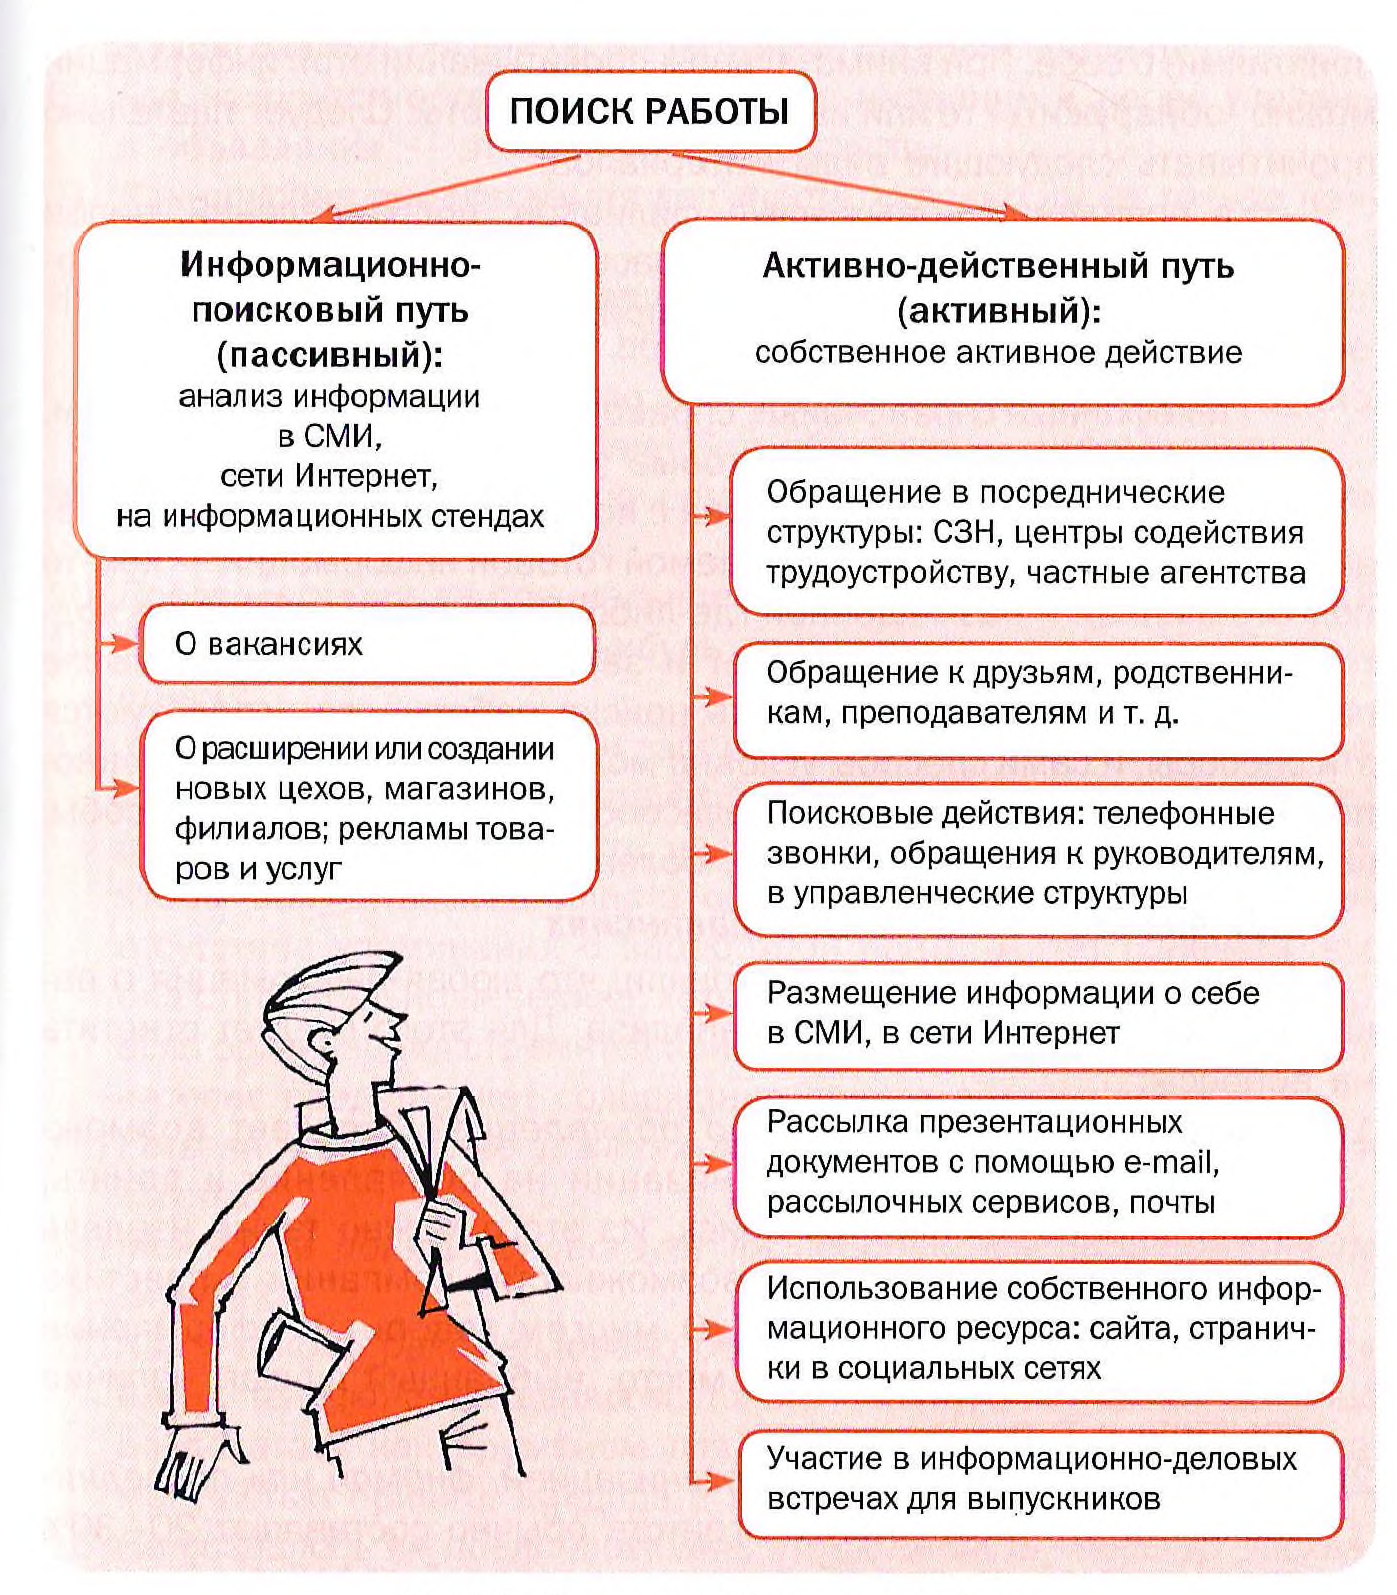 ПОИСК РАБОТЫ
Информационно-
поисковый путь
(пассивный):
анализ информации
в СМИ,
сети Интернет,
на информационных стендах
О вакансиях
О расширении или создании
новых цехов, магазинов,
филиалов; рекламы това-
ров и услуг
Активно-действенный путь
(активный):
собственное активное действие
Обращение в посреднические
структуры: СЗН, центры содействия
трудоустройству, частные агентства
Обращение к друзьям, родственни-
кам, преподавателям и т. д.
Поисковые действия: телефонные
звонки, обращения к руководителям,
в управленческие структуры
Размещение информации о себе
в СМИ, в сети Интернет
Рассылка презентационных
документов с помощью e-mail,
рассылочных сервисов, почты
Использование собственного инфор-
мационного ресурса: сайта, странич-
ки в социальных сетях
Участие в информационно-деловых
встречах для выпускников